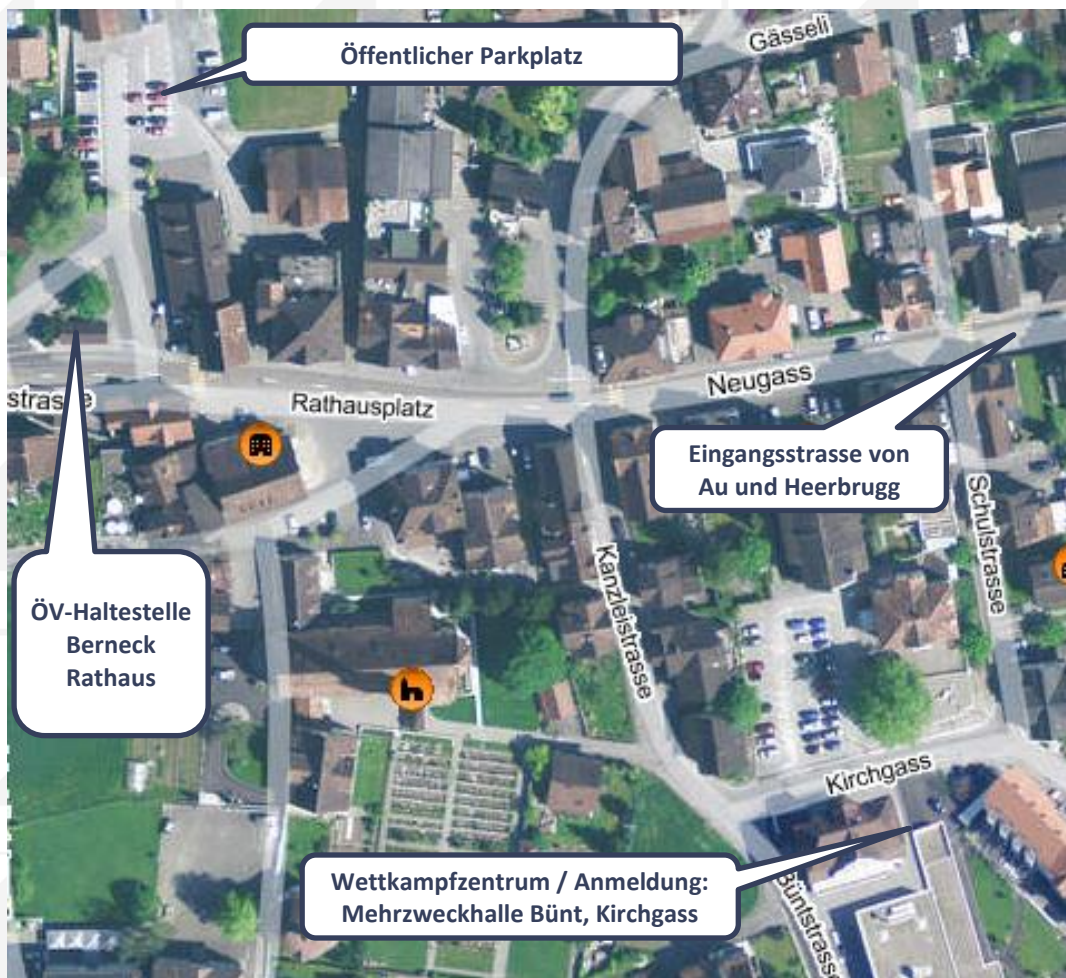 Öffentlicher Parkplatz
Gässeli
Neugass
strasse
Rathausplatz
Eingangsstrasse von
Au und Heerbrugg
Schulstrasse
Kanzleistrasse
ÖV-Haltestelle
Berneck
Rathaus
Kirchgass
Wettkampfzentrum / Anmeldung:
Mehrzweckhalle Bünt, Kirchgass
Büntstrasse